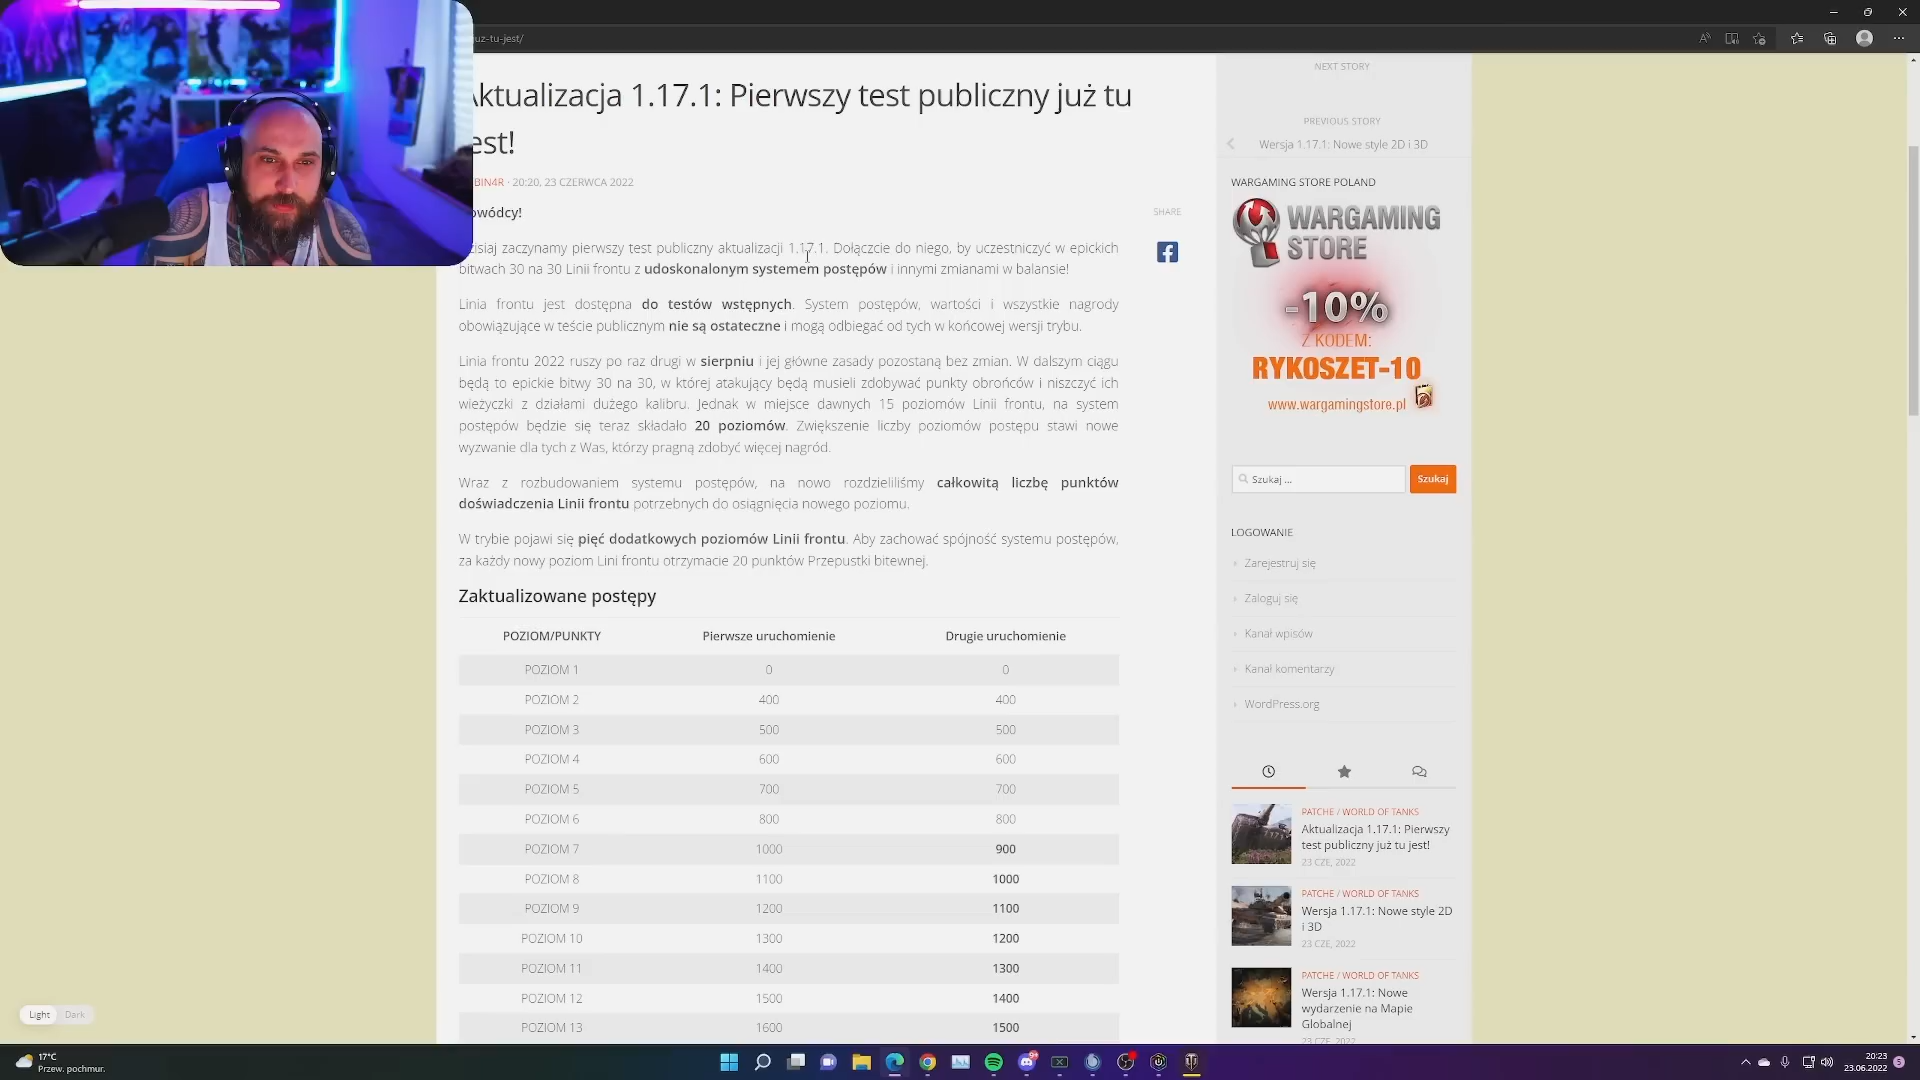 uz-tu-jest/
ktualizacja 1.17.1: Pierwszy test publiczny już tu
est!
BIN4R · 20:20, 23 CZERWCA 2022
owódcy!
zisiaj zaczynamy pierwszy test publiczny aktualizacji 1.17.1. Dołączcie do niego, by uczestniczyć w epickich
bitwach 30 na 30 Linii frontu z udoskonalonym systemem postępów i innymi zmianami w balansie!
Linia frontu jest dostępna do testów wstępnych. System postępów, wartości i wszystkie nagrody
obowiązujące w teście publicznym nie są ostateczne i mogą odbiegać od tych w końcowej wersji trybu.
Linia frontu 2022 ruszy po raz drugi w sierpniu i jej główne zasady pozostaną bez zmian. W dalszym ciągu
będą to epickie bitwy 30 na 30, w której atakujący będą musieli zdobywać punkty obrońców i niszczyć ich
wieżyczki z działami dużego kalibru. Jednak w miejsce dawnych 15 poziomów Linii frontu, na system
postępów będzie się teraz składało 20 poziomów. Zwiększenie liczby poziomów postępu stawi nowe
wyzwanie dla tych z Was, którzy pragną zdobyć więcej nagród.
Wraz z rozbudowaniem systemu postępów, na nowo rozdzieliliśmy całkowitą liczbę punktów
doświadczenia Linii frontu potrzebnych do osiągnięcia nowego poziomu.
W trybie pojawi się pięć dodatkowych poziomów Linii frontu. Aby zachować spójność systemu postępów,
za każdy nowy poziom Lini frontu otrzymacie 20 punktów Przepustki bitewnej.
Zaktualizowane postępy
POZIOM/PUNKTY Pierwsze uruchomienie Drugie uruchomienie
POZIOM 1 0 0
POZIOM 2 400 400
POZIOM 3 500 500
POZIOM 4 600 600
POZIOM 5 700 700
POZIOM 6 800 800
POZIOM 7 1000 900
POZIOM 8 1100 1000
POZIOM 9 1200 1100
POZIOM 10 1300 1200
POZIOM 11 1400 1300
POZIOM 12 1500 1400
POZIOM 13 1600 1500
SHARE
NEXT STORY
PREVIOUS STORY
Wersja 1.17.1: Nowe style 2D i 3D
WARGAMING STORE POLAND
WARGAMING
STORE
-10%
Z KODEM:
RYKOSZET-10
www.wargamingstore.pl
Szukaj ...
Szukaj
LOGOWANIE
Zarejestruj się
Zaloguj się
Kanał wpisów
Kanał komentarzy
WordPress.org
PATCHE / WORLD OF TANKS
Aktualizacja 1.17.1: Pierwszy
test publiczny już tu jest!
23 CZE, 2022
PATCHE / WORLD OF TANKS
Wersja 1.17.1: Nowe style 2D
i 3D
23 CZE, 2022
PATCHE / WORLD OF TANKS
Wersja 1.17.1: Nowe
wydarzenie na Mapie
Globalnej
23 CZE, 2022
Light Dark
17°C
Przew. pochmur.
20:23
23.06.2022